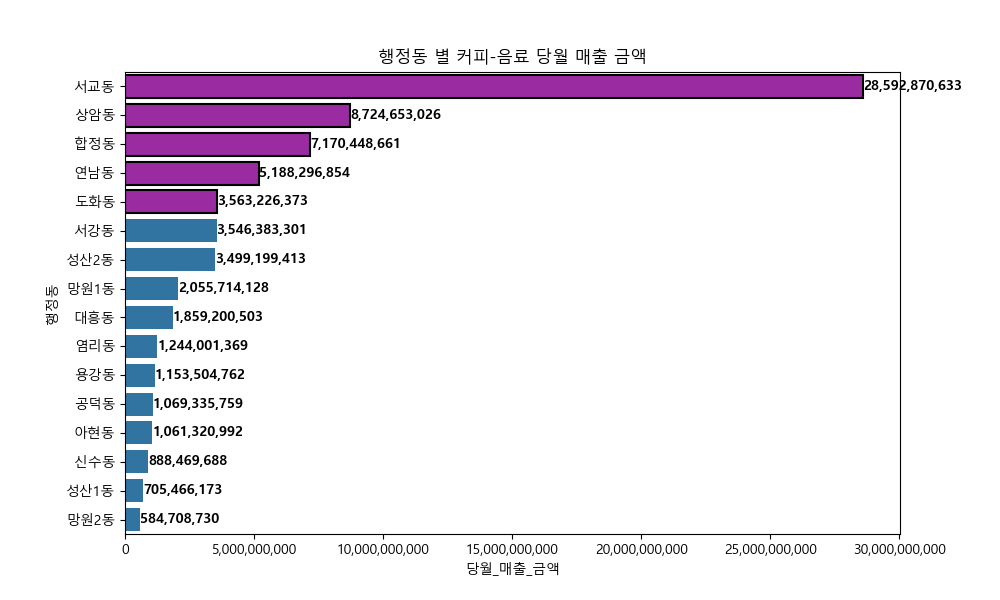 행정동 별 커피-음료 당월 매출 금액
서교동 28,592,870,633
상암동 8,724,653,026
합정동 7,170,448,661
연남동 5,188,296,854
도화동 3,563,226,373
서강동 3,546,383,301
성산2동 3,499,199,413
망원1동 2,055,714,128
대흥동 1,859,200,503
염리동 1,244,001,369
용강동 1,153,504,762
공덕동 1,069,335,759
아현동 1,061,320,992
신수동 888,469,688
성산1동 705,466,173
망원2동 584,708,730
행정동
0 5,000,000,000 10,000,000,000 15,000,000,000 20,000,000,000 25,000,000,000 30,000,000,000
당월_매출_금액